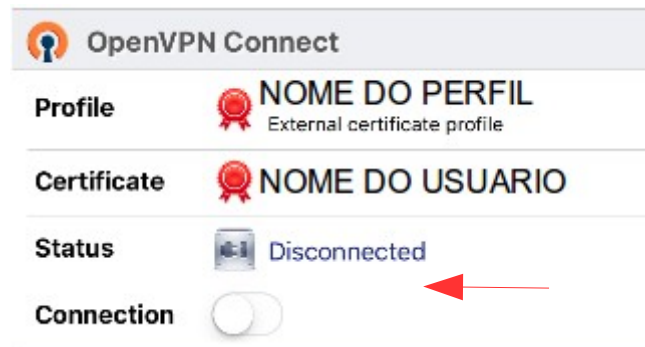 OpenVPN Connect
Profile NOME DO PERFIL
External certificate profile
Certificate NOME DO USUARIO
Status Disconnected
Connection